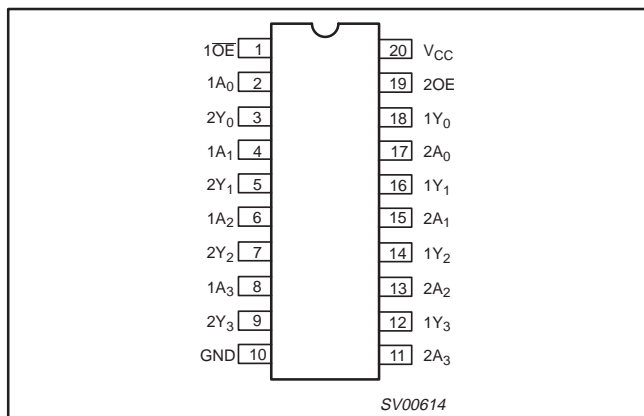 1O̅E̅ 1 20 VCC
1A0 2 19 2OE
2Y0 3 18 1Y0
1A1 4 17 2A0
2Y1 5 16 1Y1
1A2 6 15 2A1
2Y2 7 14 1Y2
1A3 8 13 2A2
2Y3 9 12 1Y3
GND 10 11 2A3
SV00614